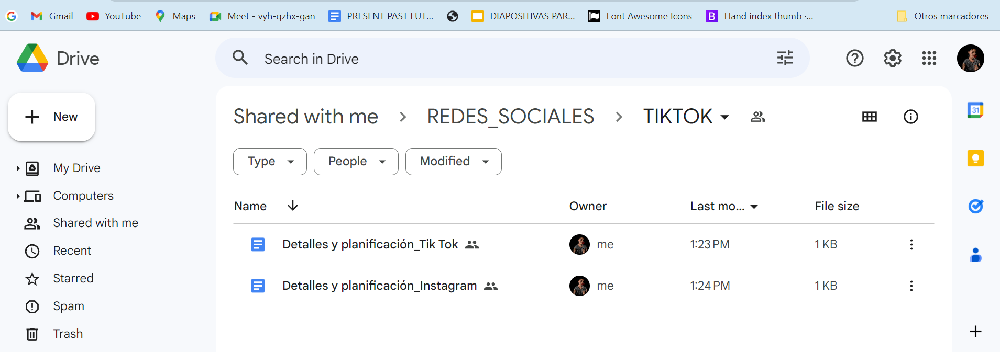 Gmail YouTube Maps Meet - vyh-qzhx-gan PRESENT PAST FUT... DIAPOSITIVAS PAR... Font Awesome Icons B Hand index thumb ·... Otros marcadores
Drive
Search in Drive
New
My Drive
Computers
Shared with me
Recent
Starred
Spam
Trash
Shared with me > REDES_SOCIALES > TIKTOK
Type People Modified
Name Owner Last mo... File size
Detalles y planificación_Tik Tok me 1:23 PM 1 KB
Detalles y planificación_Instagram me 1:24 PM 1 KB
31